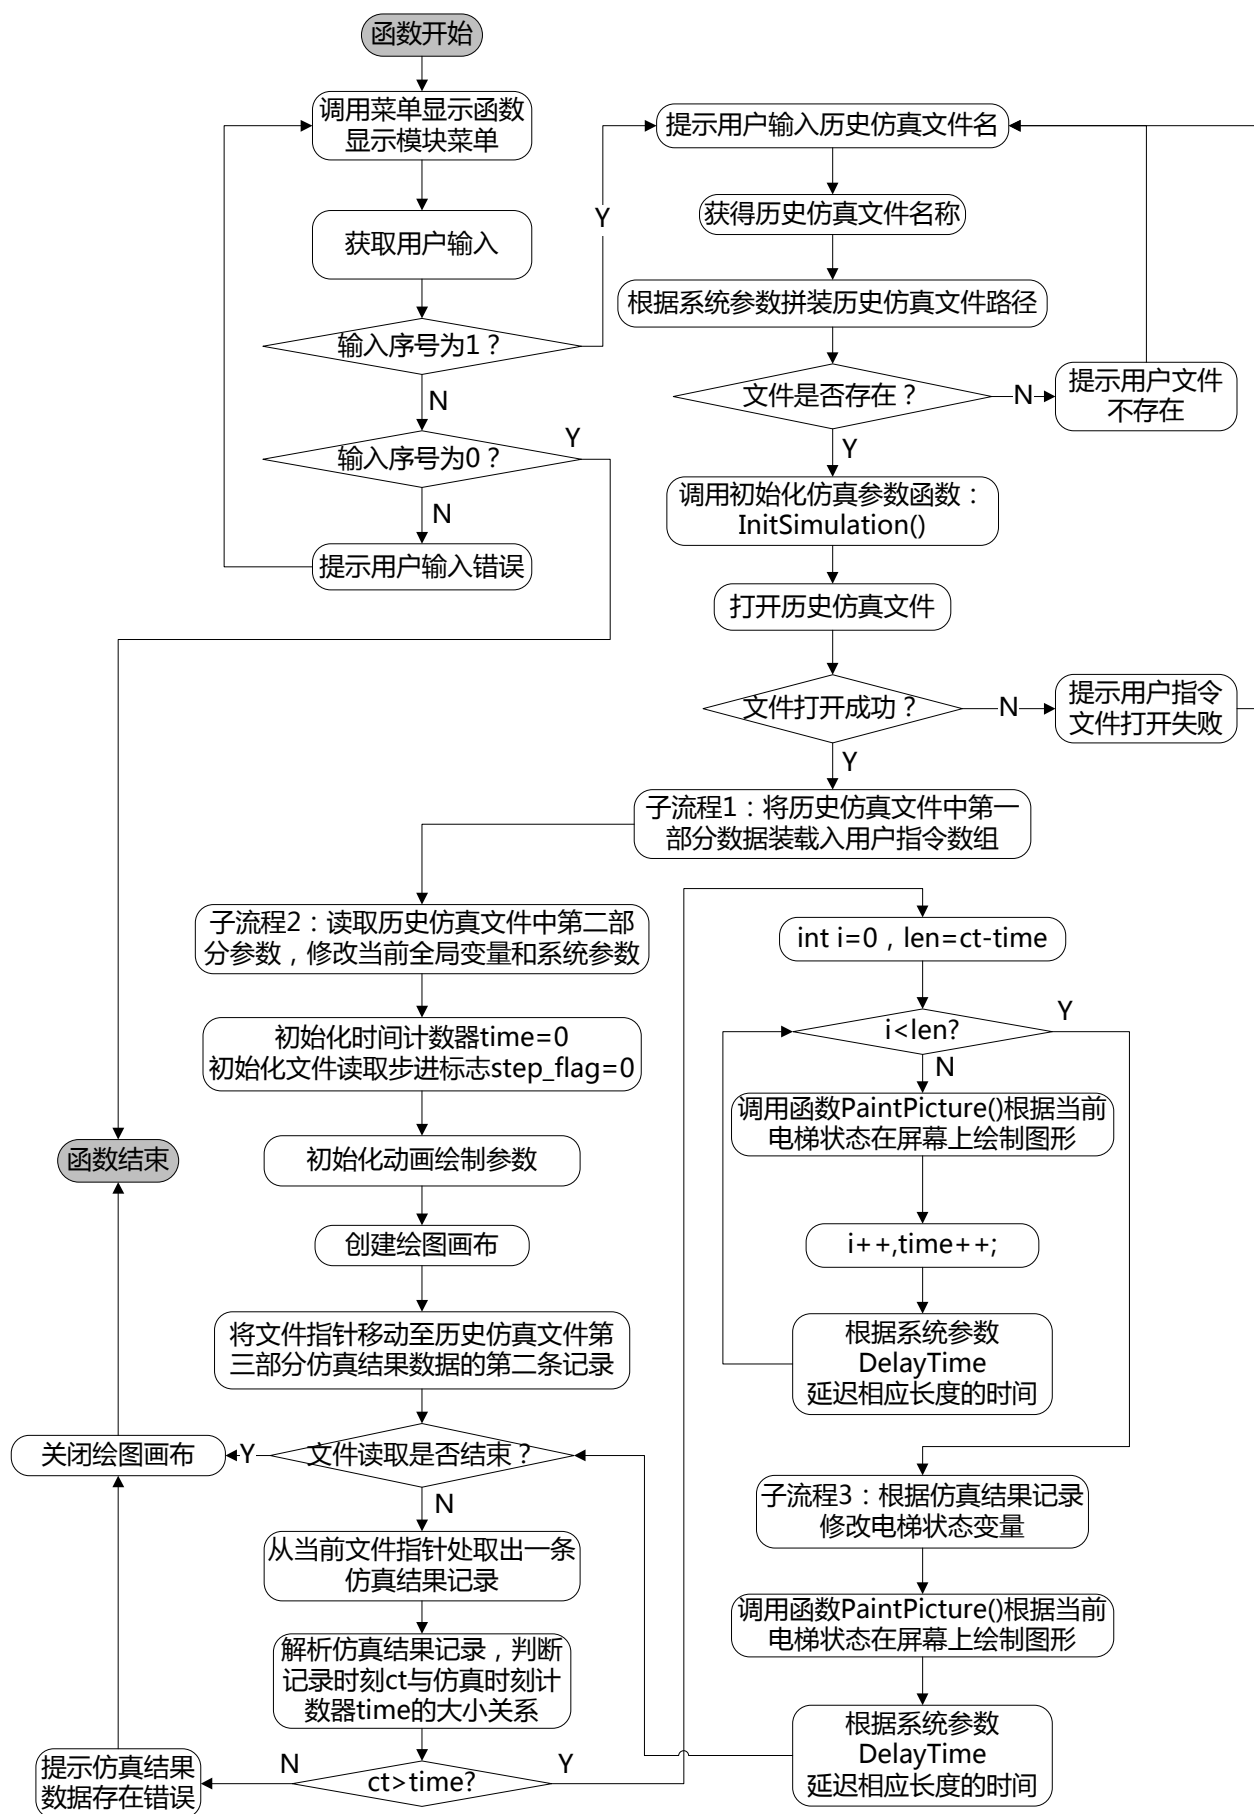 函数开始
调用菜单显示函数
显示模块菜单
获取用户输入
输入序号为1？
Y
N
输入序号为0？
Y
N
提示用户输入错误
提示用户输入历史仿真文件名
获得历史仿真文件名称
根据系统参数拼装历史仿真文件路径
文件是否存在？
N
提示用户文件
不存在
Y
调用初始化仿真参数函数：
InitSimulation()
打开历史仿真文件
文件打开成功？
N
提示用户指令
文件打开失败
Y
子流程1：将历史仿真文件中第一
部分数据装载入用户指令数组
子流程2：读取历史仿真文件中第二部
分参数，修改当前全局变量和系统参数
初始化时间计数器time=0
初始化文件读取步进标志step_flag=0
初始化动画绘制参数
创建绘图画布
将文件指针移动至历史仿真文件第
三部分仿真结果数据的第二条记录
文件读取是否结束？
Y
关闭绘图画布
函数结束
N
从当前文件指针处取出一条
仿真结果记录
解析仿真结果记录，判断
记录时刻ct与仿真时刻计
数器time的大小关系
ct>time?
N
提示仿真结果
数据存在错误
Y
int i=0，len=ct-time
i<len?
Y
N
调用函数PaintPicture()根据当前
电梯状态在屏幕上绘制图形
i++,time++;
根据系统参数
DelayTime
延迟相应长度的时间
子流程3：根据仿真结果记录
修改电梯状态变量
调用函数PaintPicture()根据当前
电梯状态在屏幕上绘制图形
根据系统参数
DelayTime
延迟相应长度的时间